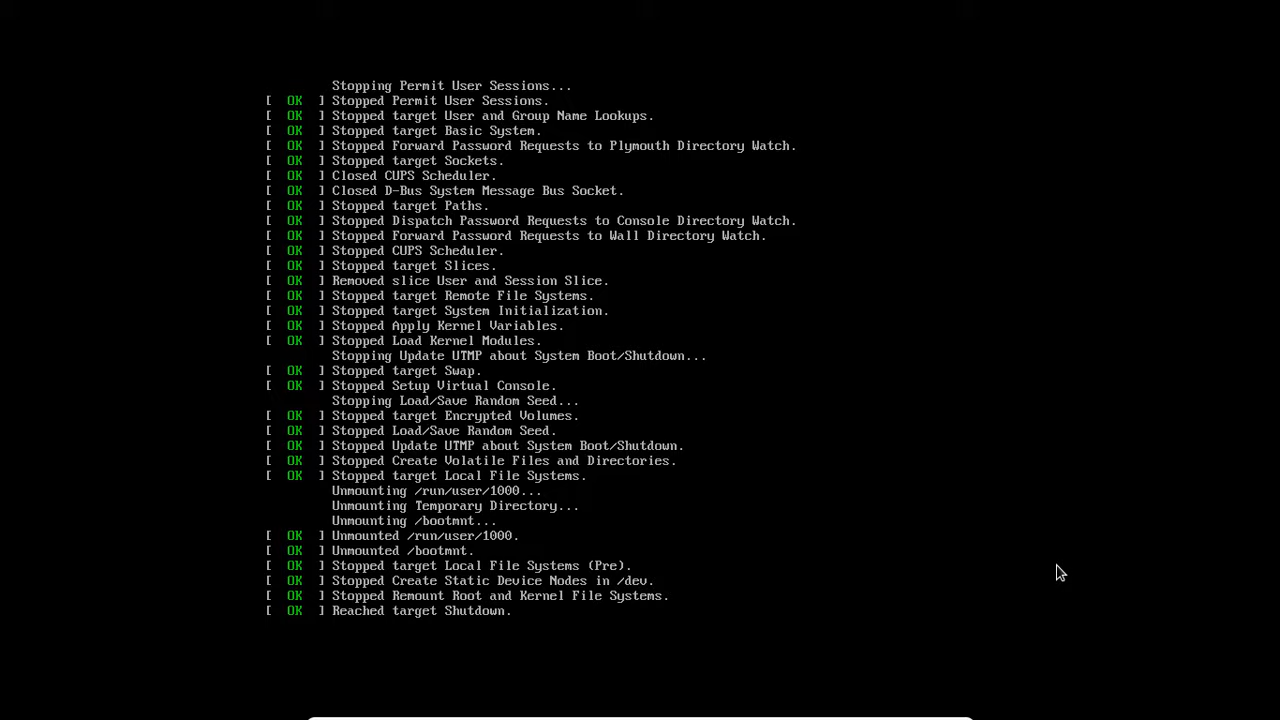 Stopping Permit User Sessions...
[  OK  ] Stopped Permit User Sessions.
[  OK  ] Stopped target User and Group Name Lookups.
[  OK  ] Stopped target Basic System.
[  OK  ] Stopped Forward Password Requests to Plymouth Directory Watch.
[  OK  ] Stopped target Sockets.
[  OK  ] Closed CUPS Scheduler.
[  OK  ] Closed D-Bus System Message Bus Socket.
[  OK  ] Stopped target Paths.
[  OK  ] Stopped Dispatch Password Requests to Console Directory Watch.
[  OK  ] Stopped Forward Password Requests to Wall Directory Watch.
[  OK  ] Stopped CUPS Scheduler.
[  OK  ] Stopped target Slices.
[  OK  ] Removed slice User and Session Slice.
[  OK  ] Stopped target Remote File Systems.
[  OK  ] Stopped target System Initialization.
[  OK  ] Stopped Apply Kernel Variables.
[  OK  ] Stopped Load Kernel Modules.
Stopping Update UTMP about System Boot/Shutdown...
[  OK  ] Stopped target Swap.
[  OK  ] Stopped Setup Virtual Console.
Stopping Load/Save Random Seed...
[  OK  ] Stopped target Encrypted Volumes.
[  OK  ] Stopped Load/Save Random Seed.
[  OK  ] Stopped Update UTMP about System Boot/Shutdown.
[  OK  ] Stopped Create Volatile Files and Directories.
[  OK  ] Stopped target Local File Systems.
Unmounting /run/user/1000...
Unmounting Temporary Directory...
Unmounting /bootmnt...
[  OK  ] Unmounted /run/user/1000.
[  OK  ] Unmounted /bootmnt.
[  OK  ] Stopped target Local File Systems (Pre).
[  OK  ] Stopped Create Static Device Nodes in /dev.
[  OK  ] Stopped Remount Root and Kernel File Systems.
[  OK  ] Reached target Shutdown.